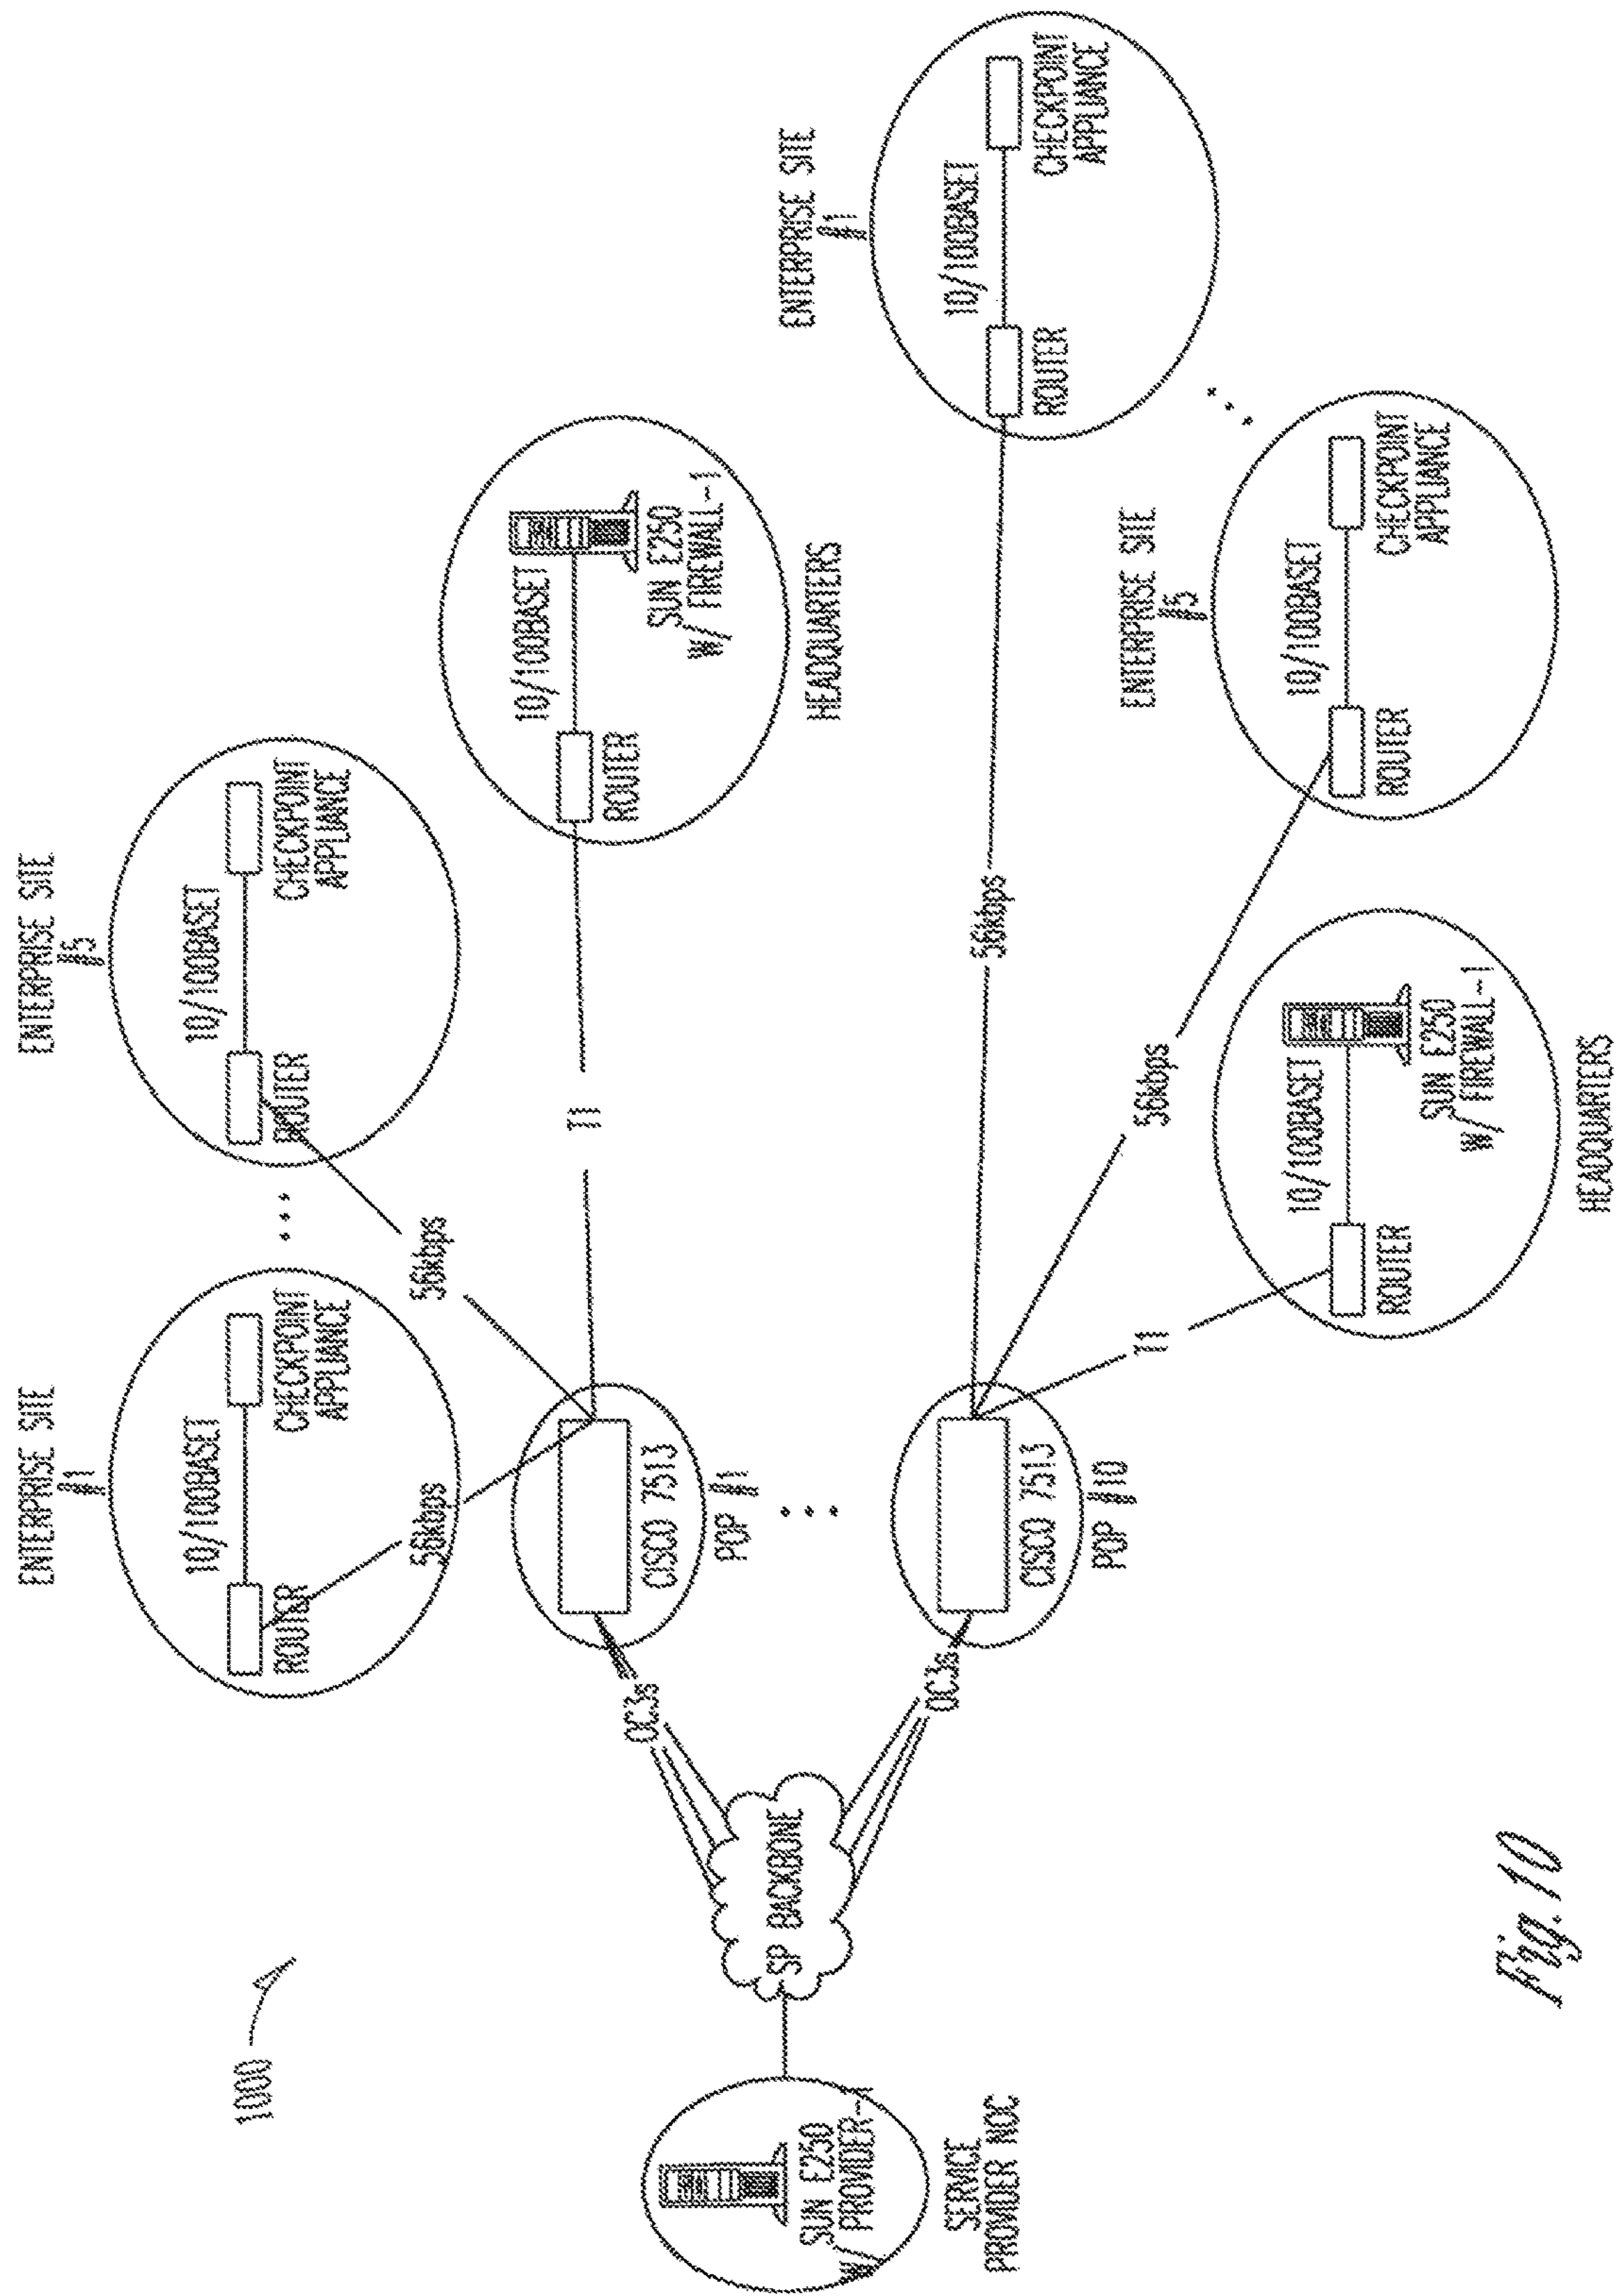 1000
ENTERPRISE SITE
#1
10/100BASET
ROUTER
CHECKPOINT
APPLIANCE
56kbps
...
ENTERPRISE SITE
#5
10/100BASET
ROUTER
CHECKPOINT
APPLIANCE
56kbps
T1
10/100BASET
ROUTER
SUN E250
W/ FIREWALL-1
HEADQUARTERS
CISCO 7513
POP #1
...
OC3s
SP BACKBONE
SUN E250
W/ PROVIDER-1
SERVICE
PROVIDER NOC
OC3s
CISCO 7513
POP #10
56kbps
ENTERPRISE SITE
#1
10/100BASET
ROUTER
CHECKPOINT
APPLIANCE
...
56kbps
ENTERPRISE SITE
#5
10/100BASET
ROUTER
CHECKPOINT
APPLIANCE
T1
10/100BASET
ROUTER
SUN E250
W/ FIREWALL-1
HEADQUARTERS
Fig. 10